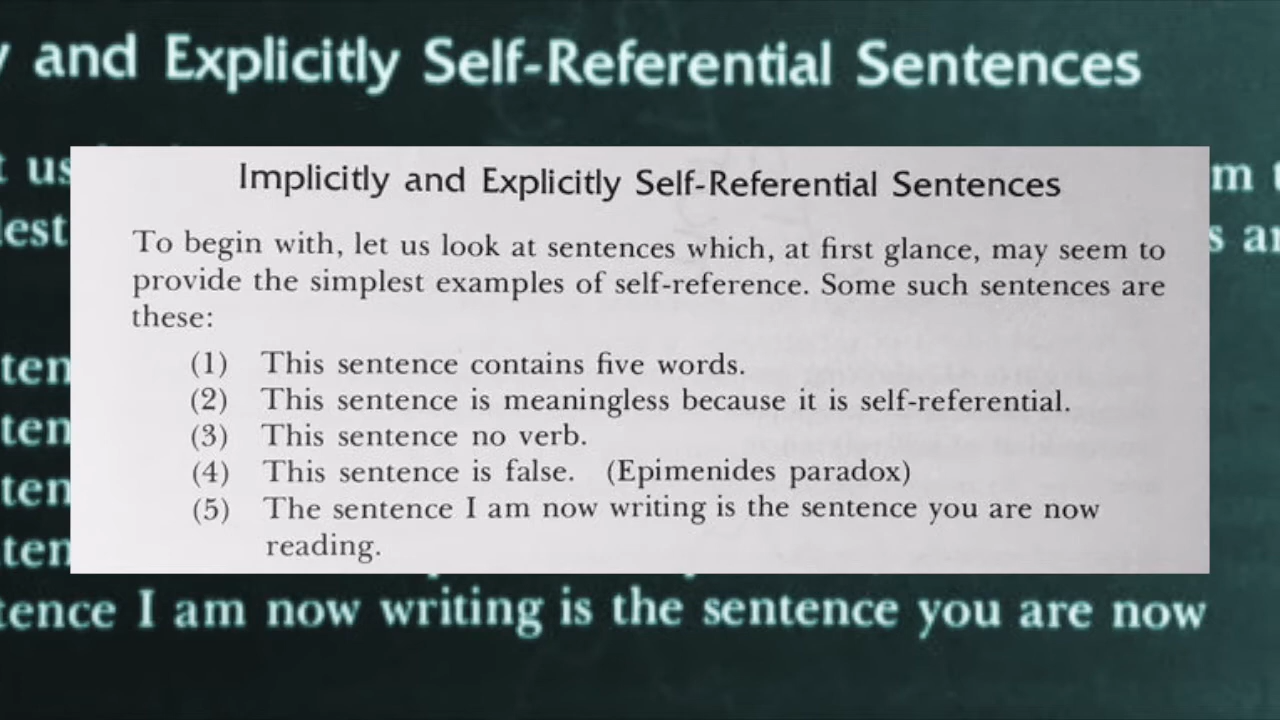 y and Explicitly Self-Referential Sentences
Implicitly and Explicitly Self-Referential Sentences
To begin with, let us look at sentences which, at first glance, may seem to
provide the simplest examples of self-reference. Some such sentences are
these:
(1) This sentence contains five words.
(2) This sentence is meaningless because it is self-referential.
(3) This sentence no verb.
(4) This sentence is false. (Epimenides paradox)
(5) The sentence I am now writing is the sentence you are now
reading.
tence I am now writing is the sentence you are now